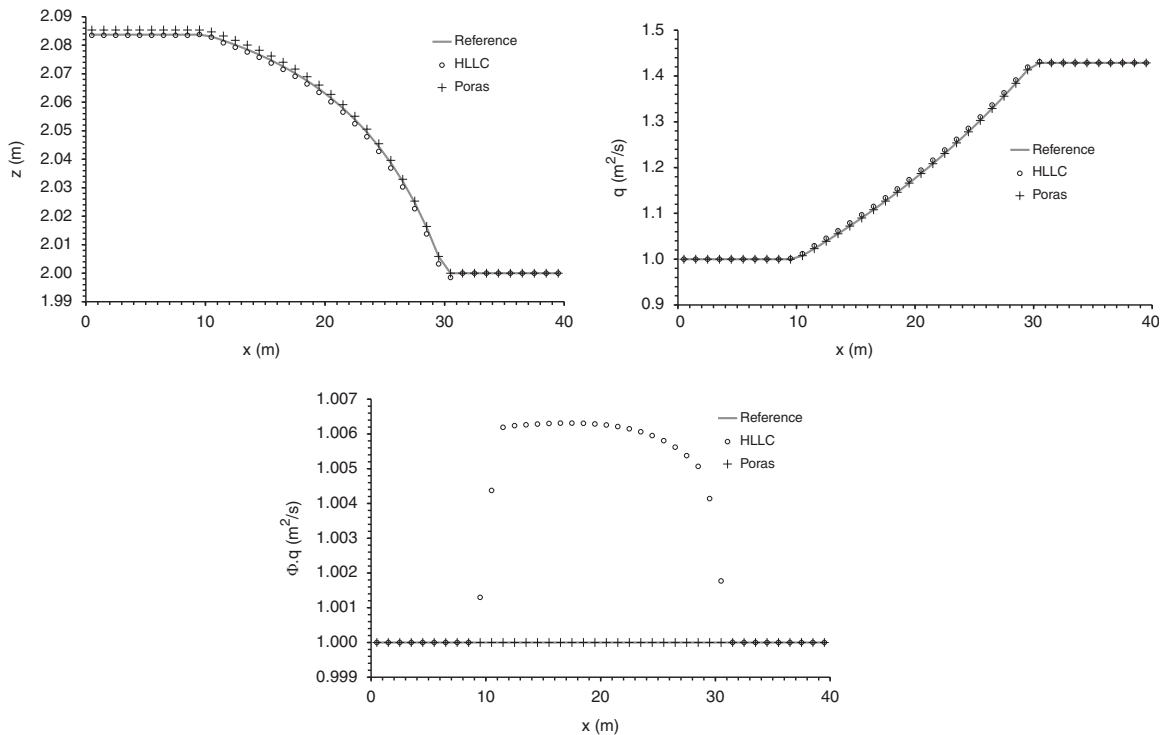 2.09
2.08
2.07
2.06
2.05
2.04
2.03
2.02
2.01
2.00
1.99
z (m)
0
10
20
30
40
x (m)
Reference
HLLC
Poras
1.5
1.4
1.3
1.2
1.1
1.0
0.9
q (m²/s)
0
10
20
30
40
x (m)
Reference
HLLC
Poras
1.007
1.006
1.005
1.004
1.003
1.002
1.001
1.000
0.999
Φ.q (m²/s)
0
10
20
30
40
x (m)
Reference
HLLC
Poras